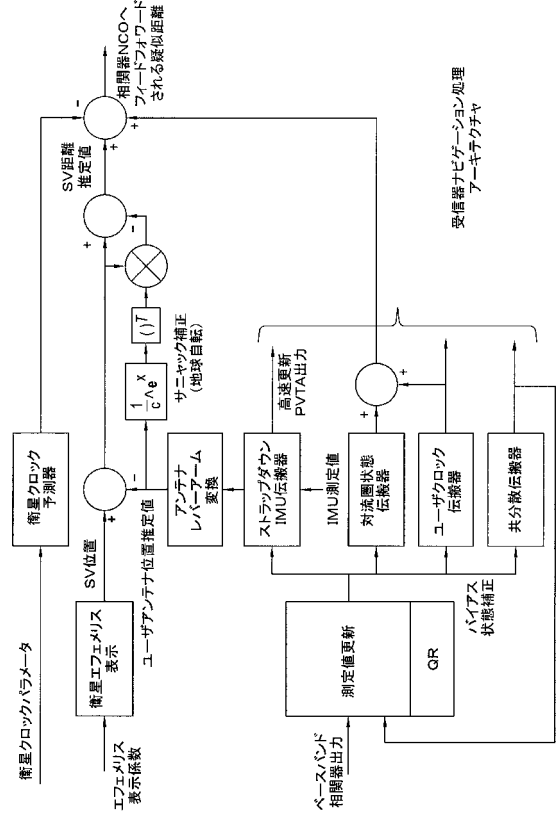 衛星クロックパラメータ
衛星クロック
予測器
エフェメリス
表示係数
衛星エフェメリス
表示
SV位置
+
-
ユーザアンテナ位置推定値
1/c Λe^X
( )^T
サニャック補正
(地球自転)
+
-
SV距離
推定値
-
+
+
相関器NCOへ
フィードフォワード
される疑似距離
アンテナ
レバーアーム
変換
ストラップダウン
IMU伝搬器
高速更新
PVTA出力
IMU測定値
対流圏状態
伝搬器
+
+
ユーザクロック
伝搬器
共分散伝搬器
バイアス
状態補正
ベースバンド
相関器出力
測定値更新
QR
受信器ナビゲーション処理
アーキテクチャ